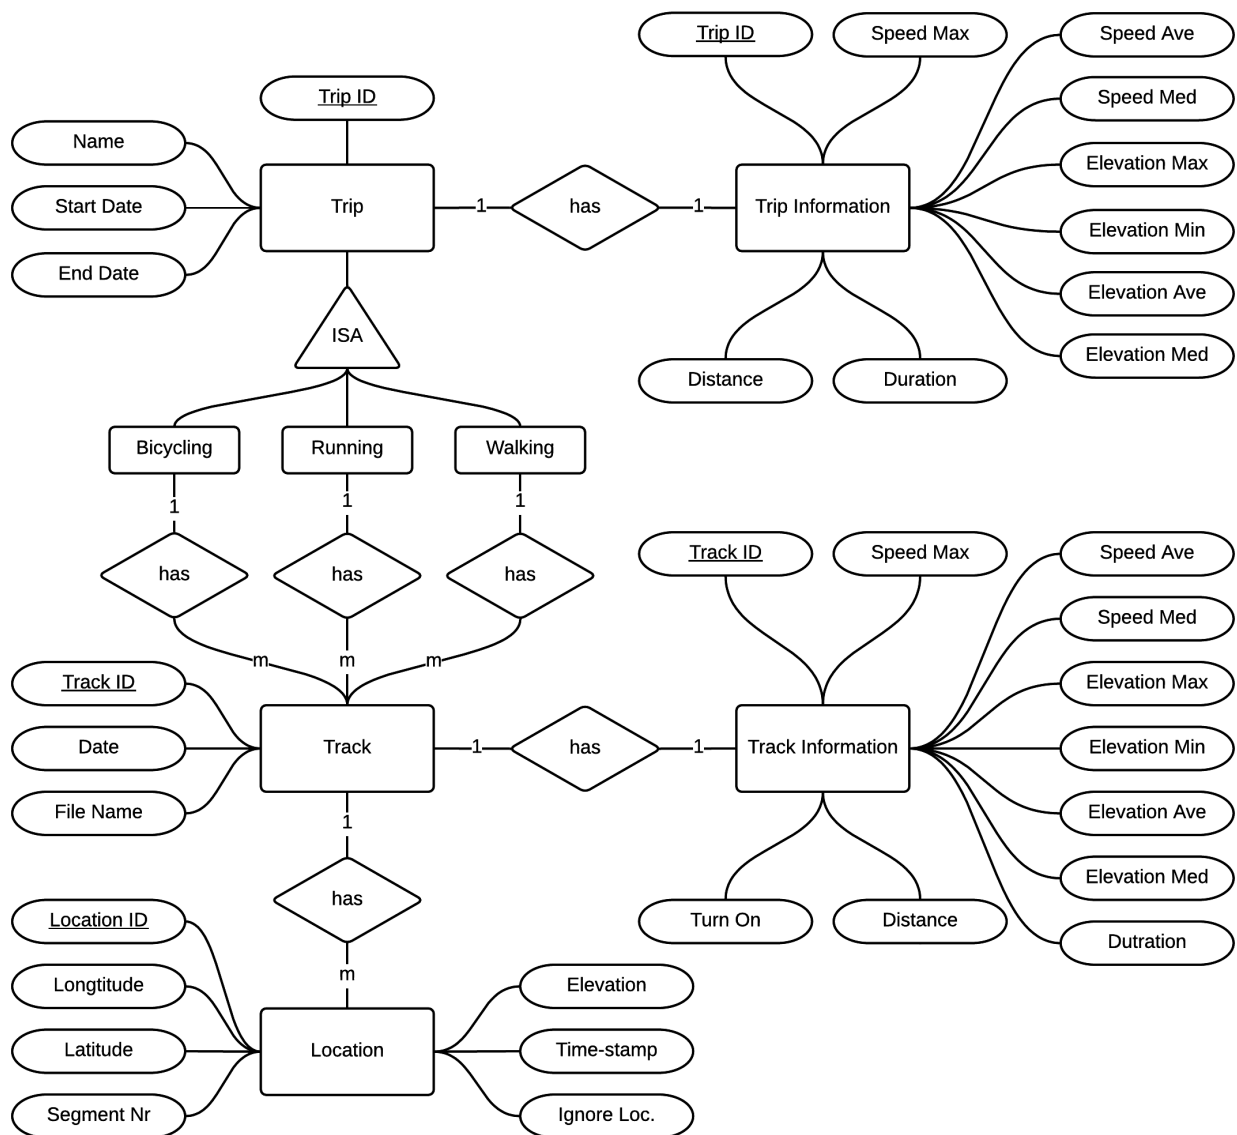 Trip ID
Speed Max
Speed Ave
Trip ID
Speed Med
Name
Elevation Max
Start Date
Trip
1
has
1
Trip Information
Elevation Min
End Date
Elevation Ave
ISA
Elevation Med
Distance
Duration
Bicycling
Running
Walking
1
1
1
has
has
has
Track ID
Speed Max
Speed Ave
Speed Med
m
m
m
Track ID
Elevation Max
Date
Track
1
has
1
Track Information
Elevation Min
File Name
1
Elevation Ave
Elevation Med
has
Location ID
Turn On
Distance
Dutration
m
Longtitude
Elevation
Latitude
Location
Time-stamp
Segment Nr
Ignore Loc.